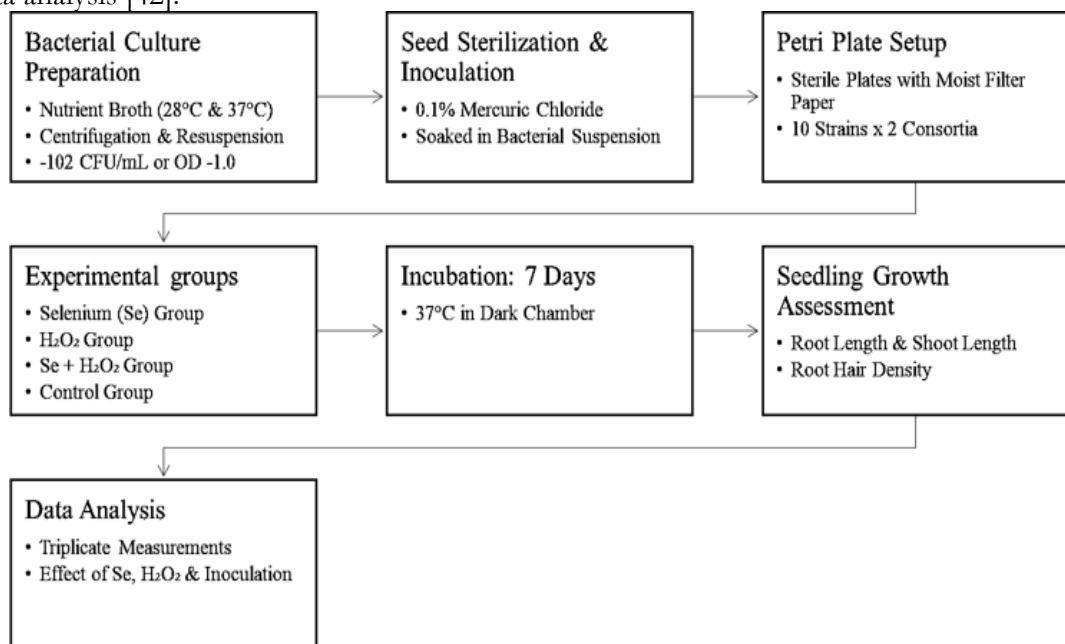 ta analysis [42].
Bacterial Culture
Preparation
• Nutrient Broth (28°C & 37°C)
• Centrifugation & Resuspension
• -102 CFU/mL or OD -1.0
Seed Sterilization &
Inoculation
• 0.1% Mercuric Chloride
• Soaked in Bacterial Suspension
Petri Plate Setup
• Sterile Plates with Moist Filter
Paper
• 10 Strains x 2 Consortia
Experimental groups
• Selenium (Se) Group
• H₂O₂ Group
• Se + H₂O₂ Group
• Control Group
Incubation: 7 Days
• 37°C in Dark Chamber
Seedling Growth
Assessment
• Root Length & Shoot Length
• Root Hair Density
Data Analysis
• Triplicate Measurements
• Effect of Se, H₂O₂ & Inoculation